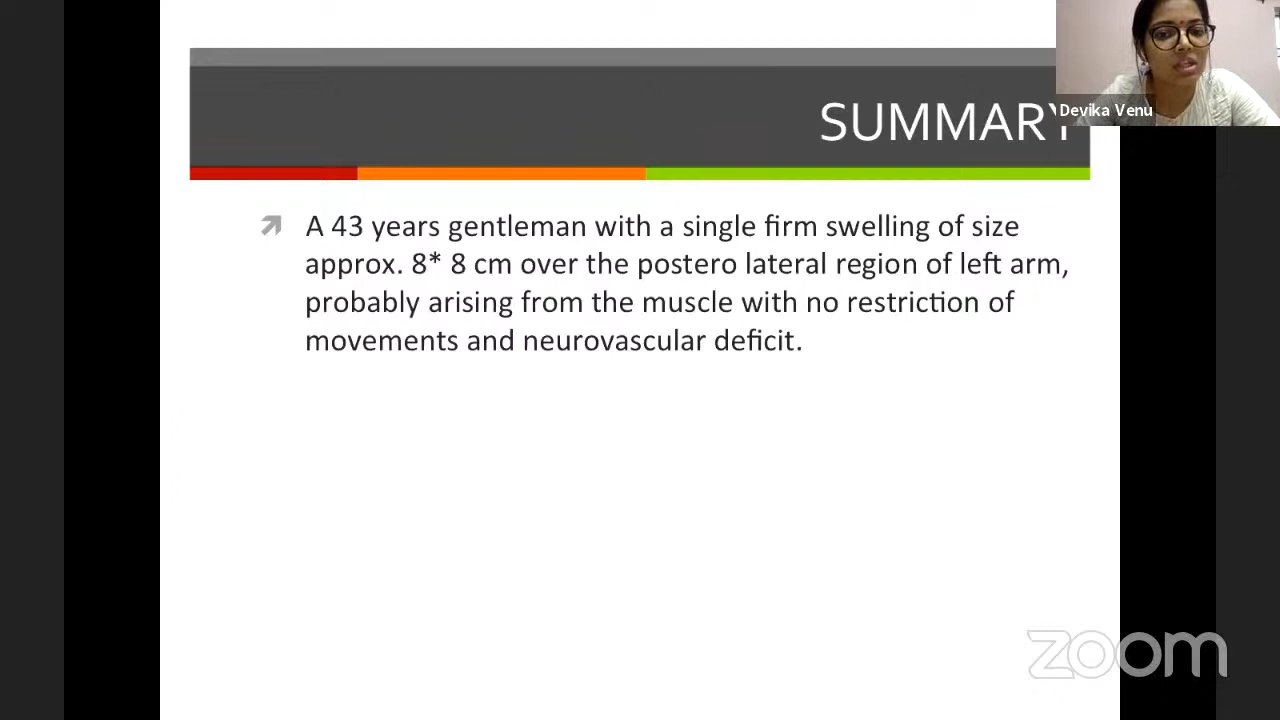 SUMMARY
Devika Venu
A 43 years gentleman with a single firm swelling of size
approx. 8* 8 cm over the postero lateral region of left arm,
probably arising from the muscle with no restriction of
movements and neurovascular deficit.
zoom